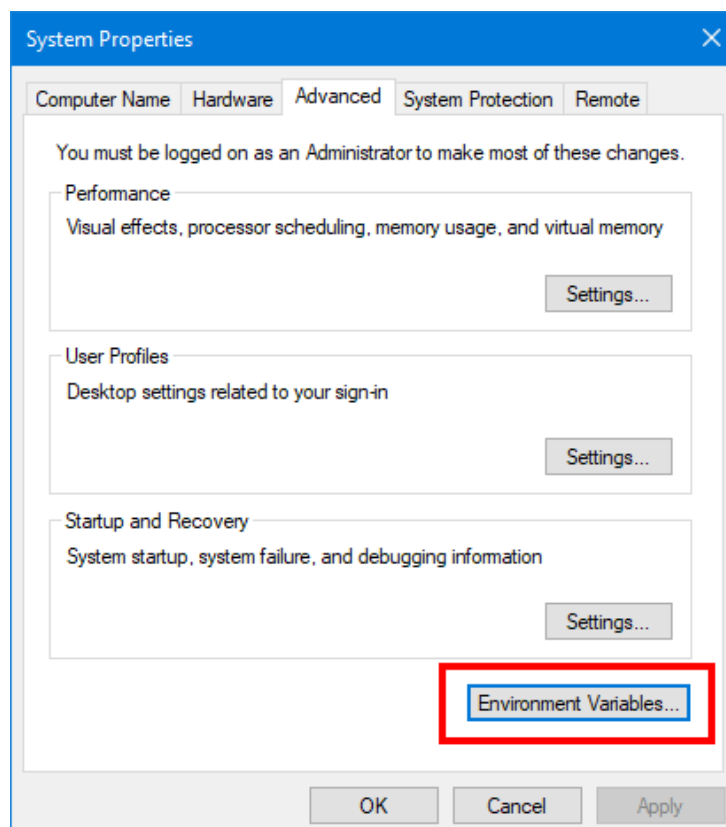 System Properties
Computer Name Hardware Advanced System Protection Remote
You must be logged on as an Administrator to make most of these changes.
Performance
Visual effects, processor scheduling, memory usage, and virtual memory
Settings...
User Profiles
Desktop settings related to your sign-in
Settings...
Startup and Recovery
System startup, system failure, and debugging information
Settings...
Environment Variables...
OK Cancel Apply